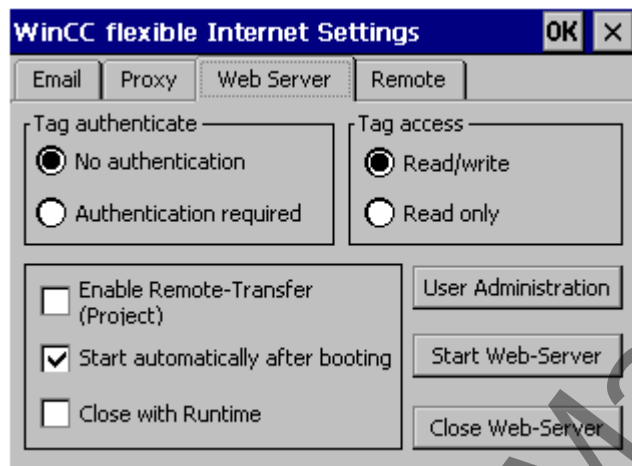 WinCC flexible Internet Settings OK ×
Email Proxy Web Server Remote
Tag authenticate Tag access
No authentication Read/write
Authentication required Read only
Enable Remote-Transfer User Administration
(Project)
Start automatically after booting Start Web-Server
Close with Runtime Close Web-Server